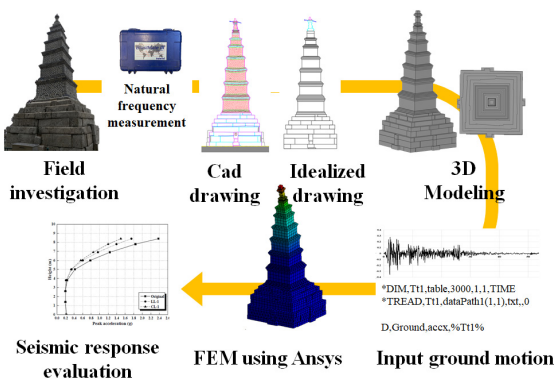 Natural
frequency
measurement
Field
investigation
Cad
drawing
Idealized
drawing
3D
Modeling
*DIM,Tt1,table,3000,1,1,TIME
*TREAD,Tt1,dataPath1(1,1),txt,,0
D,Ground,accx,%Tt1%
Input ground motion
FEM using Ansys
Height (m)
Original
Peak acceleration (g)
Seismic response
evaluation